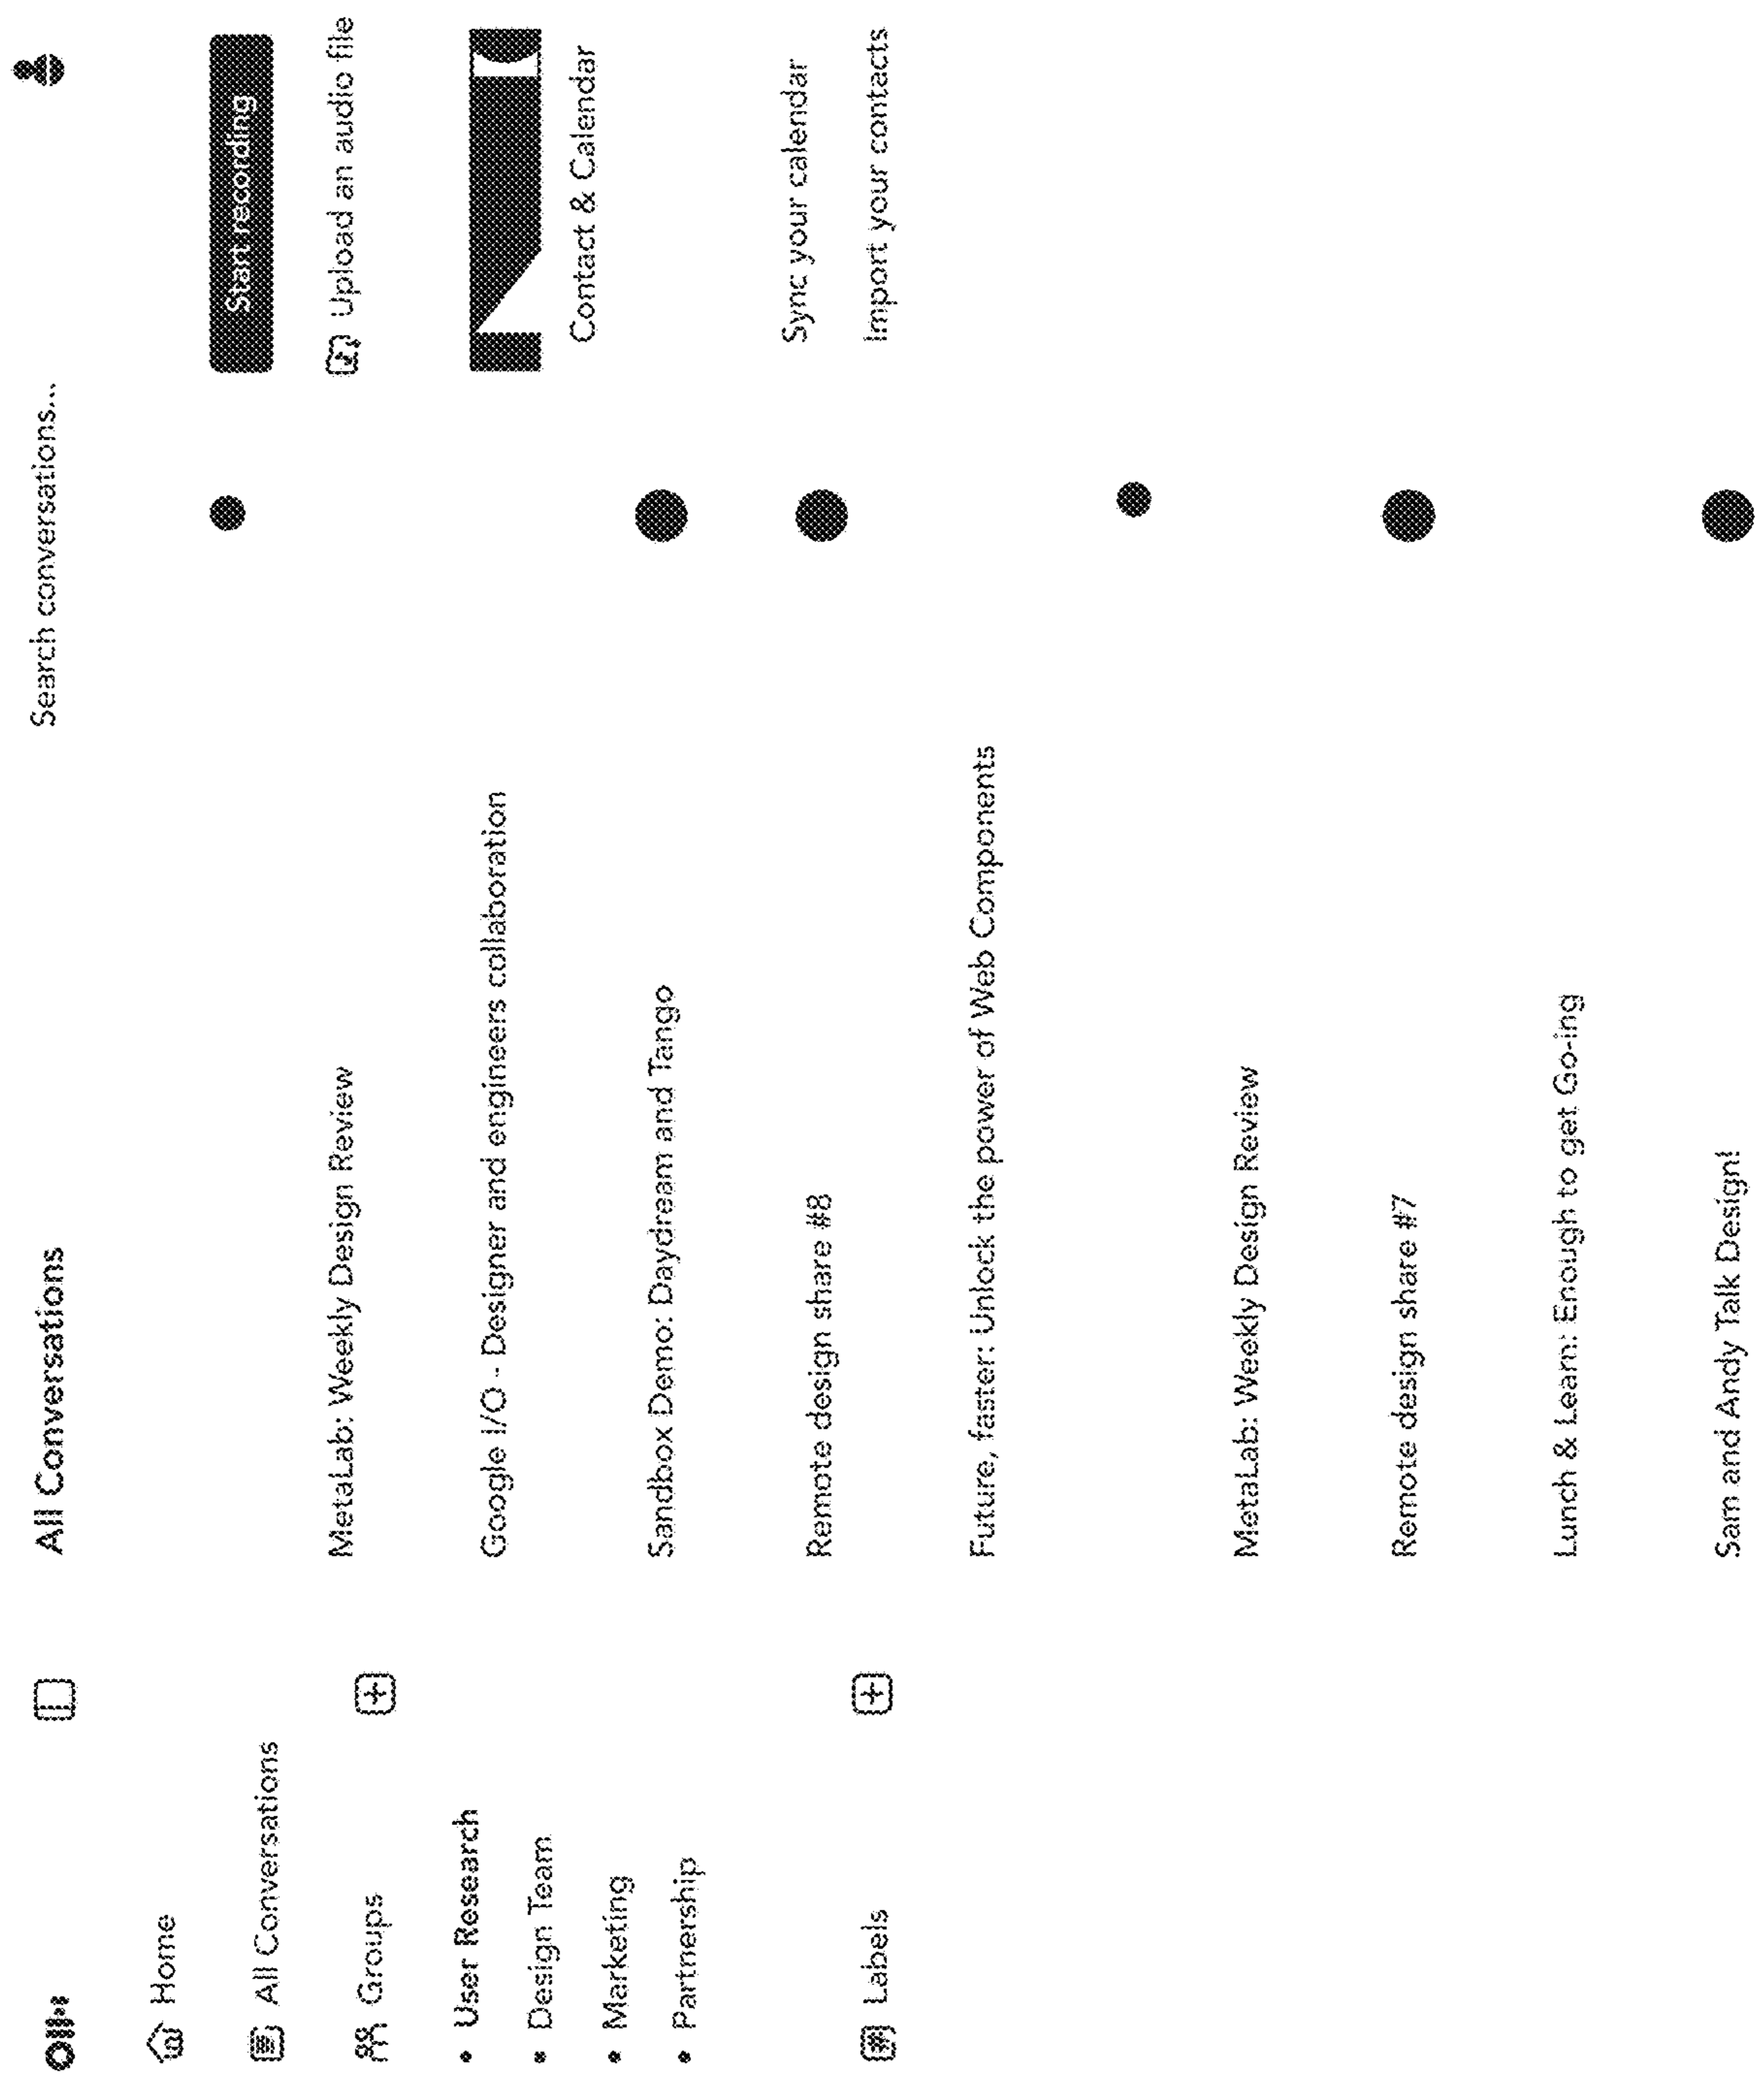 All Conversations
Search conversations...
Home
All Conversations
Groups
• User Research
• Design Team
• Marketing
• Partnership
Labels
MetaLab: Weekly Design Review
Google I/O - Designer and engineers collaboration
Sandbox Demo: Daydream and Tango
Remote design share #8
Future, faster: Unlock the power of Web Components
MetaLab: Weekly Design Review
Remote design share #7
Lunch & Learn: Enough to get Go-ing
Sam and Andy Talk Design!
Start recording
Upload an audio file
Contact & Calendar
Sync your calendar
Import your contacts